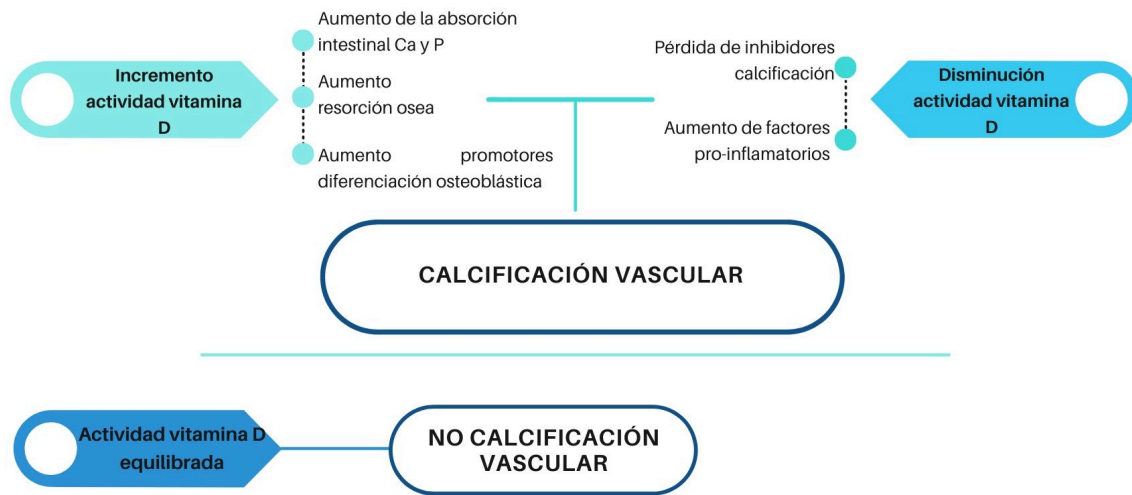 Incremento
actividad vitamina
D
Aumento de la absorción
intestinal Ca y P
Aumento
resorción osea
Aumento promotores
diferenciación osteoblástica
Pérdida de inhibidores
calcificación
Aumento de factores
pro-inflamatorios
Disminución
actividad vitamina
D
CALCIFICACIÓN VASCULAR
Actividad vitamina D
equilibrada
NO CALCIFICACIÓN
VASCULAR